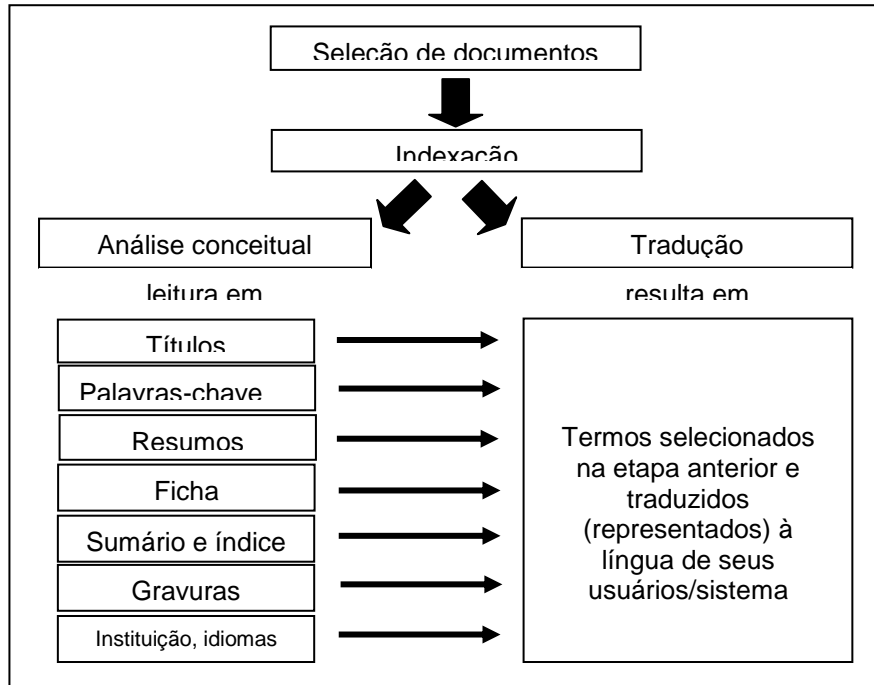 Seleção de documentos
Indexação
Análise conceitual
Tradução
leitura em
resulta em
Títulos
Palavras-chave
Resumos
Ficha
Sumário e índice
Gravuras
Instituição, idiomas
Termos selecionados
na etapa anterior e
traduzidos
(representados) à
língua de seus
usuários/sistema